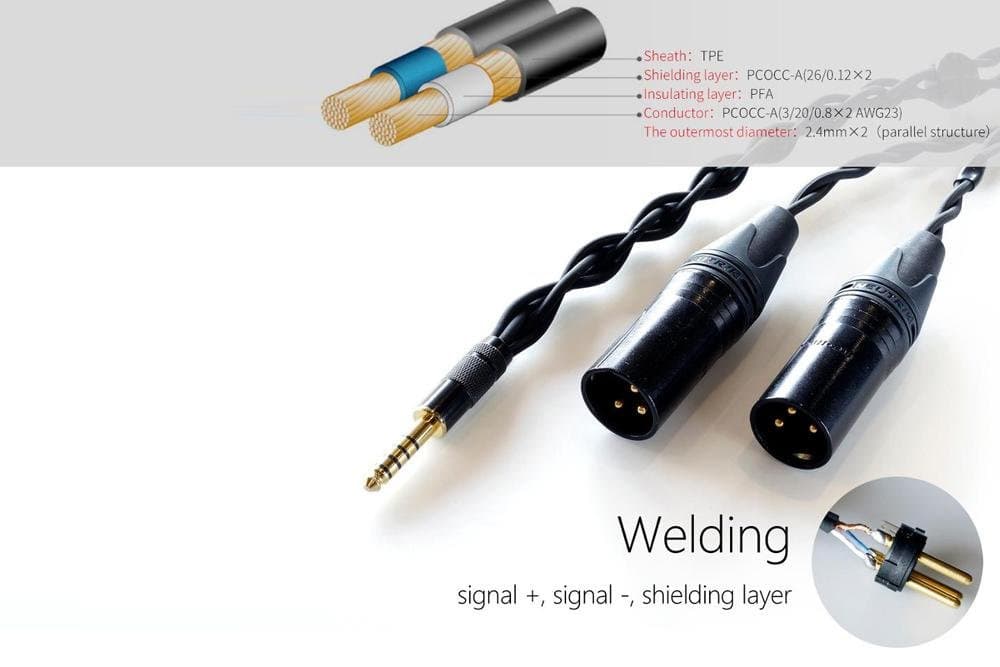 Sheath：TPE
Shielding layer：PCOCC-A(26/0.12×2
Insulating layer：PFA
Conductor：PCOCC-A(3/20/0.8×2 AWG23)
The outermost diameter：2.4mm×2（parallel structure）
NEUTRIK
Welding
signal +, signal -, shielding layer